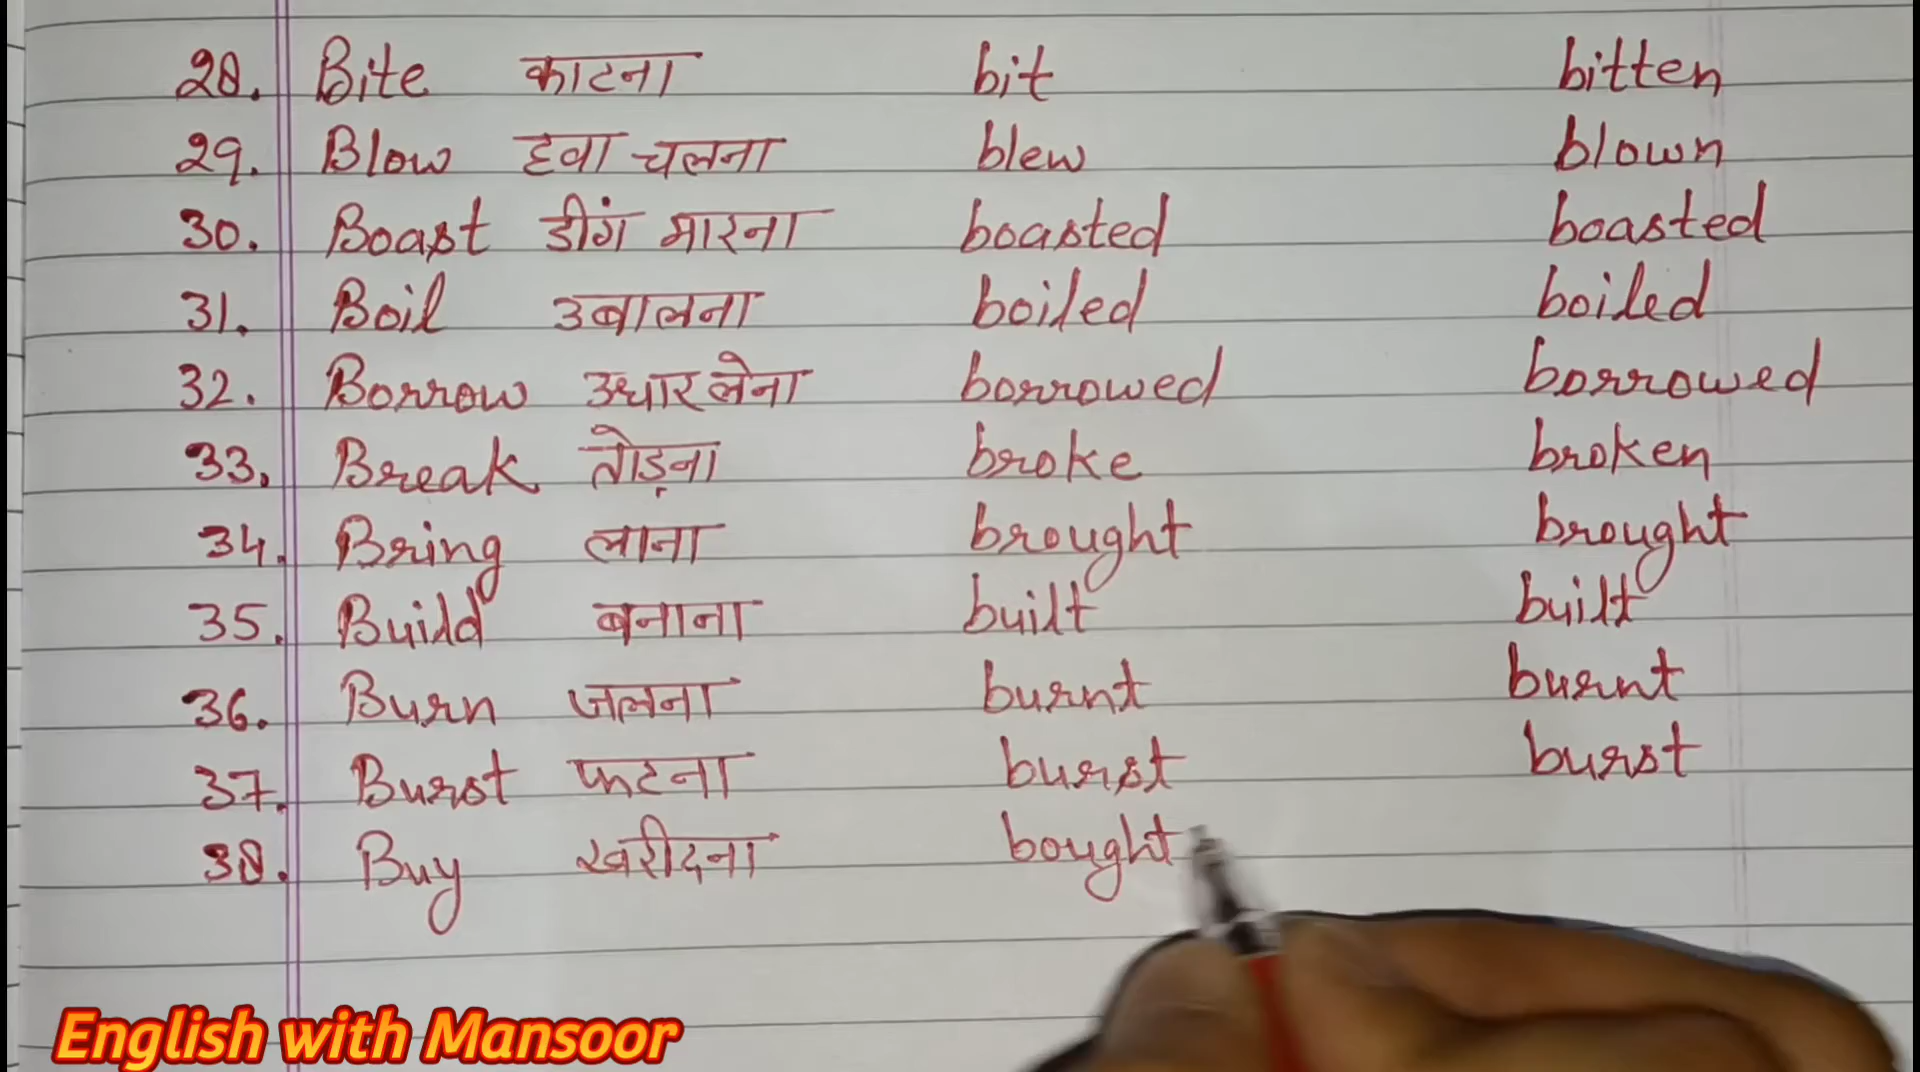 28. Bite काटना bit bitten
29. Blow हवा चलना blew blown
30. Boast डींग मारना boasted boasted
31. Boil उबालना boiled boiled
32. Borrow उधार लेना borrowed borrowed
33. Break तोड़ना broke broken
34. Bring लाना brought brought
35. Build बनाना built built
36. Burn जलना burnt burnt
37. Burst फटना burst burst
38. Buy खरीदना bought
English with Mansoor